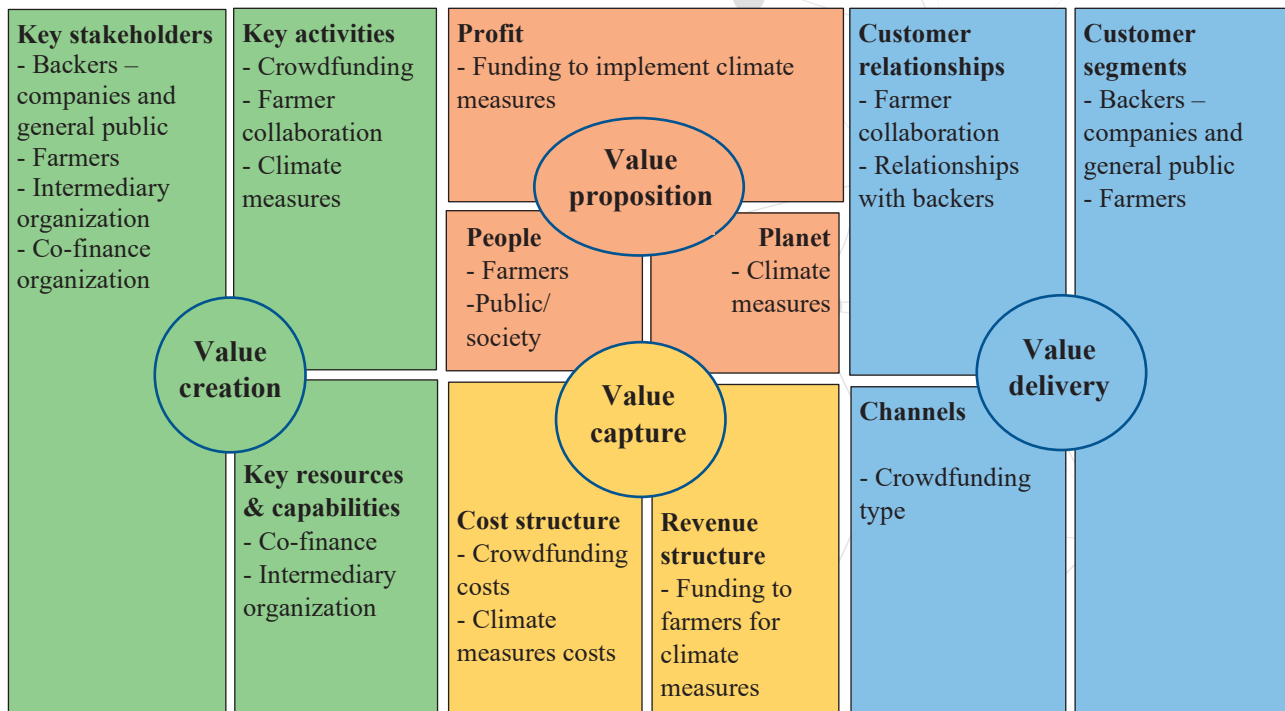 Key stakeholders
- Backers –
companies and
general public
- Farmers
- Intermediary
organization
- Co-finance
organization
Key activities
- Crowdfunding
- Farmer
collaboration
- Climate
measures
Value
creation
Key resources
& capabilities
- Co-finance
- Intermediary
organization
Profit
- Funding to implement climate
measures
Value
proposition
People
- Farmers
-Public/
society
Planet
- Climate
measures
Value
capture
Cost structure
- Crowdfunding
costs
- Climate
measures costs
Revenue
structure
- Funding to
farmers for
climate
measures
Customer
relationships
- Farmer
collaboration
- Relationships
with backers
Customer
segments
- Backers –
companies and
general public
- Farmers
Value
delivery
Channels
- Crowdfunding
type